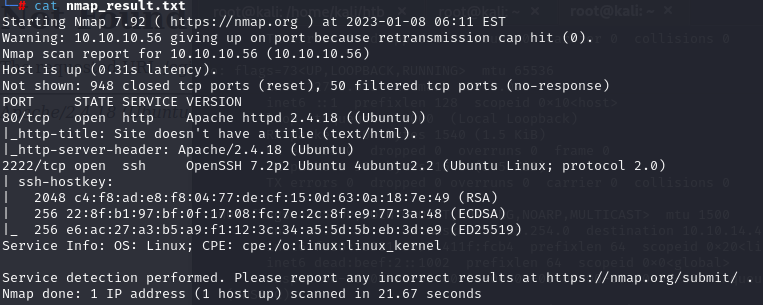 cat nmap_result.txt
Starting Nmap 7.92 ( https://nmap.org ) at 2023-01-08 06:11 EST
Warning: 10.10.10.56 giving up on port because retransmission cap hit (0).
Nmap scan report for 10.10.10.56 (10.10.10.56)
Host is up (0.31s latency).
Not shown: 948 closed tcp ports (reset), 50 filtered tcp ports (no-response)
PORT     STATE SERVICE VERSION
80/tcp   open  http    Apache httpd 2.4.18 ((Ubuntu))
|_http-title: Site doesn't have a title (text/html).
|_http-server-header: Apache/2.4.18 (Ubuntu)
2222/tcp open  ssh     OpenSSH 7.2p2 Ubuntu 4ubuntu2.2 (Ubuntu Linux; protocol 2.0)
| ssh-hostkey:
|   2048 c4:f8:ad:e8:f8:04:77:de:cf:15:0d:63:0a:18:7e:49 (RSA)
|   256 22:8f:b1:97:bf:0f:17:08:fc:7e:2c:8f:e9:77:3a:48 (ECDSA)
|_  256 e6:ac:27:a3:b5:a9:f1:12:3c:34:a5:5d:5b:eb:3d:e9 (ED25519)
Service Info: OS: Linux; CPE: cpe:/o:linux:linux_kernel
Service detection performed. Please report any incorrect results at https://nmap.org/submit/ .
Nmap done: 1 IP address (1 host up) scanned in 21.67 seconds